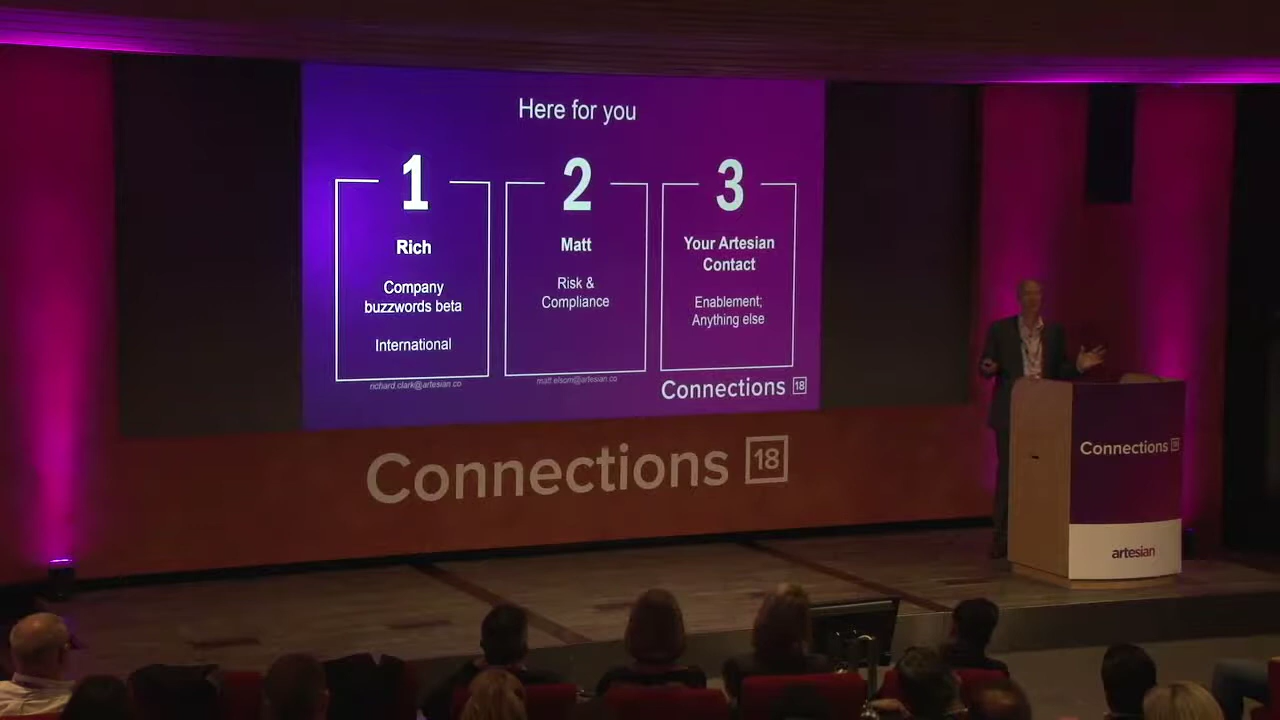 Here for you
1
Rich
Company
buzzwords beta
International
richard.clark@artesian.co
2
Matt
Risk &
Compliance
matt.elsom@artesian.co
3
Your Artesian
Contact
Enablement;
Anything else
Connections 18
Connections 18
Connections 18
artesian